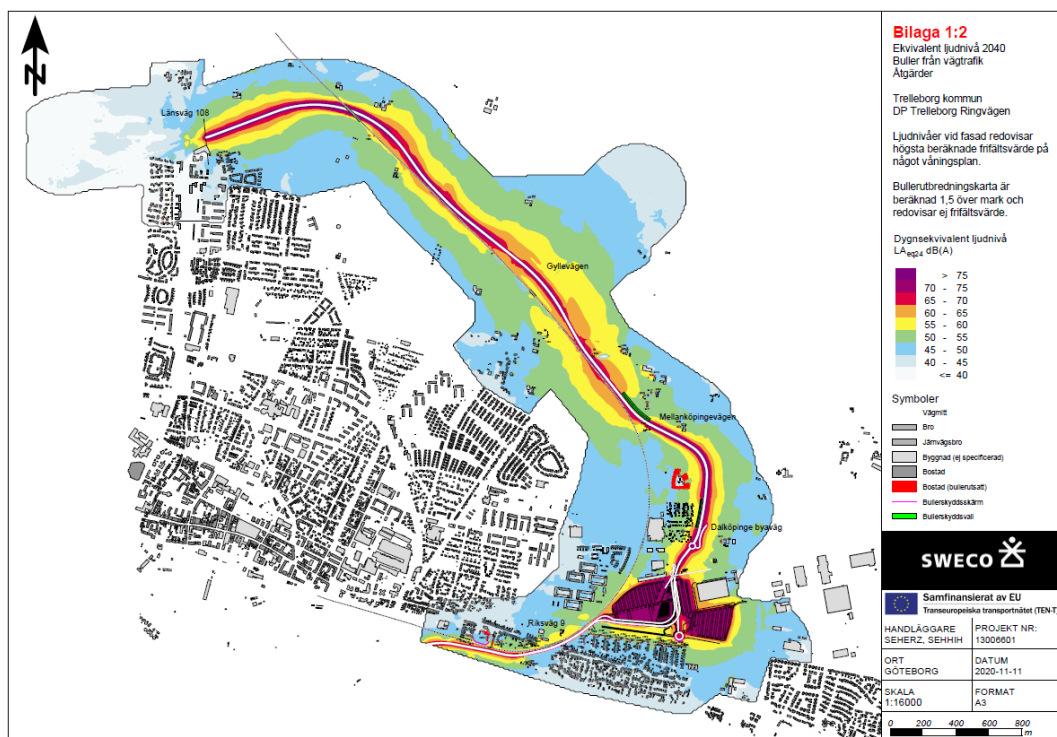 N
Länsväg 108
Gyllevägen
Mellanköpingevägen
Dalköpinge byaväg
Riksväg 9
Bilaga 1:2
Ekvivalent ljudnivå 2040
Buller från vägtrafik
Åtgärder
Trelleborg kommun
DP Trelleborg Ringvägen
Ljudnivåer vid fasad redovisar
högsta beräknade frifältsvärde på
något våningsplan.
Bullerutbredningskarta är
beräknad 1,5 över mark och
redovisar ej frifältsvärde.
Dygnsekvivalent ljudnivå
LAeq24 dB(A)
> 75
70 - 75
65 - 70
60 - 65
55 - 60
50 - 55
45 - 50
40 - 45
<= 40
Symboler
Vägmitt
Bro
Järnvägsbro
Byggnad (ej specificerad)
Bostad
Bostad (bullerutsatt)
Bullerskyddsskärm
Bullerskyddsvall
SWECO
Samfinansierat av EU
Transeuropeiska transportnätet (TEN-T)
HANDLÄGGARE
SEHERZ, SEHHIH
PROJEKT NR:
13006601
ORT
GÖTEBORG
DATUM
2020-11-11
SKALA
1:16000
FORMAT
A3
0 200 400 600 800
m